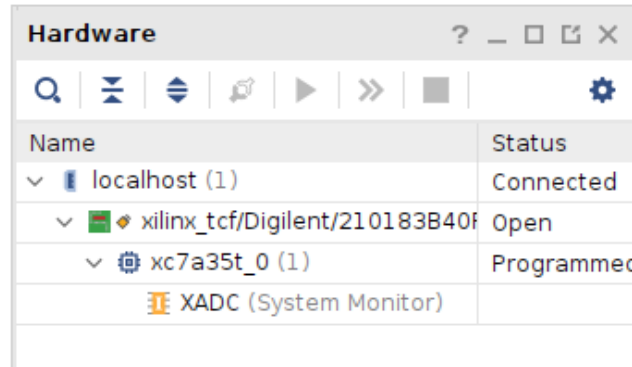 Hardware ?
Name Status
localhost (1) Connected
xilinx_tcf/Digilent/210183B40 Open
xc7a35t_0 (1) Programmed
XADC (System Monitor)